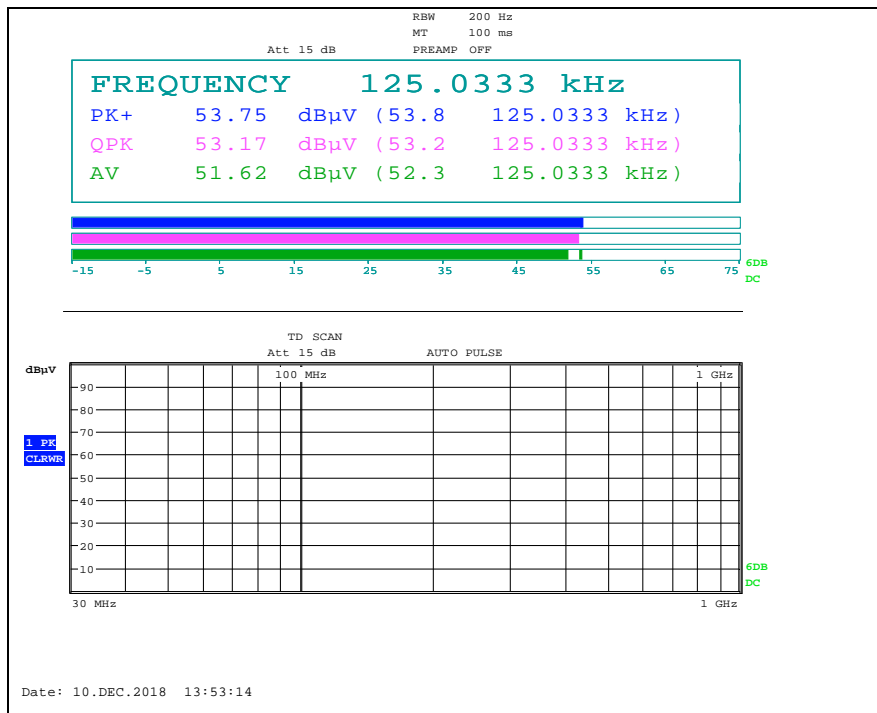 RBW 200 Hz
MT 100 ms
Att 15 dB PREAMP OFF
FREQUENCY 125.0333 kHz
PK+ 53.75 dBµV (53.8 125.0333 kHz)
QPK 53.17 dBµV (53.2 125.0333 kHz)
AV 51.62 dBµV (52.3 125.0333 kHz)
-15 -5 5 15 25 35 45 55 65 75
6DB
DC
TD SCAN
Att 15 dB AUTO PULSE
dBµV
100 MHz 1 GHz
90
80
70
1 PK
CLRWR
60
50
40
30
20
10
6DB
DC
30 MHz 1 GHz
Date: 10.DEC.2018 13:53:14